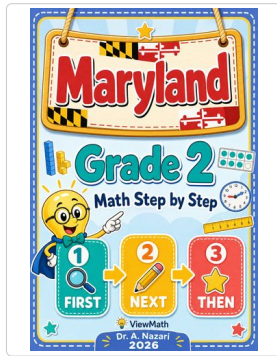 Maryland
Grade 2
Math Step by Step
1
FIRST
2
NEXT
3
THEN
ViewMath
Dr. A. Nazari
2026